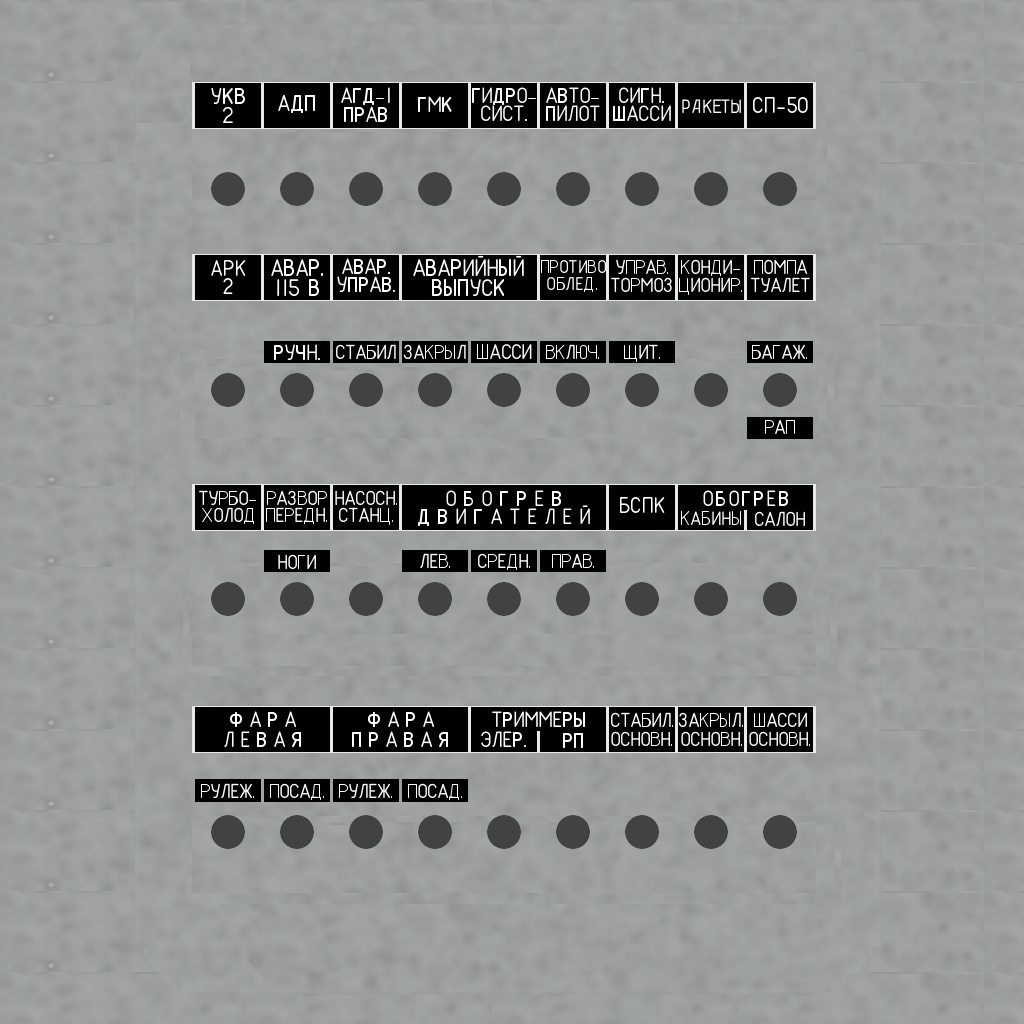 УКВ 2 АДП АГД-1 ПРАВ ГМК ГИДРО-СИСТ. АВТО-ПИЛОТ СИГН. ШАССИ РАКЕТЫ СП-50
АРК 2 АВАР. 115 В АВАР. УПРАВ. АВАРИЙНЫЙ ВЫПУСК ПРОТИВО ОБЛЕД. УПРАВ. ТОРМОЗ КОНДИ-ЦИОНИР. ПОМПА ТУАЛЕТ
РУЧН. СТАБИЛ ЗАКРЫЛ ШАССИ ВКЛЮЧ. ЩИТ. БАГАЖ.
РАП
ТУРБО-ХОЛОД РАЗВОР ПЕРЕДН. НАСОСН. СТАНЦ. ОБОГРЕВ ДВИГАТЕЛЕЙ БСПК ОБОГРЕВ КАБИНЫ САЛОН
НОГИ ЛЕВ. СРЕДН. ПРАВ.
ФАРА ЛЕВАЯ ФАРА ПРАВАЯ ТРИММЕРЫ ЭЛЕР. РП СТАБИЛ. ОСНОВН. ЗАКРЫЛ. ОСНОВН. ШАССИ ОСНОВН.
РУЛЕЖ. ПОСАД. РУЛЕЖ. ПОСАД.